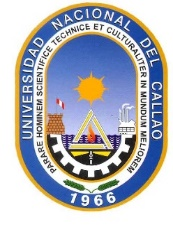 UNIVERSIDAD NACIONAL DEL CALLAO
PARARE HOMINEM SCIENTIFICE TECHNICE ET CULTURALITER IN MUNDUM MELIOREM
1966